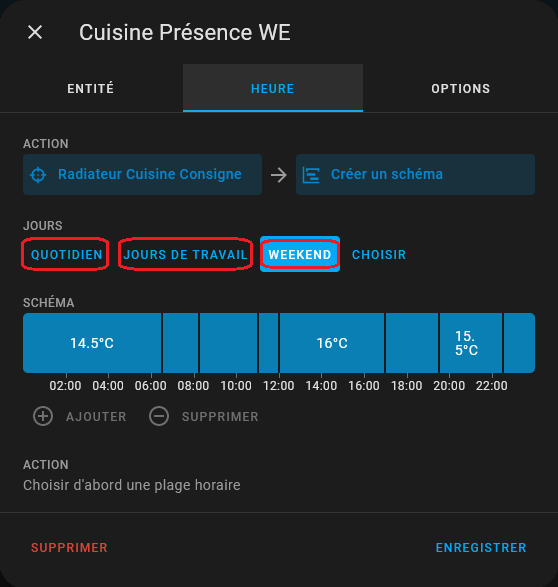 Cuisine Présence WE
ENTITÉ HEURE OPTIONS
ACTION
Radiateur Cuisine Consigne Créer un schéma
JOURS
QUOTIDIEN JOURS DE TRAVAIL WEEKEND CHOISIR
SCHÉMA
14.5°C 16°C 15.
5°C
02:00 04:00 06:00 08:00 10:00 12:00 14:00 16:00 18:00 20:00 22:00
AJOUTER SUPPRIMER
ACTION
Choisir d'abord une plage horaire
SUPPRIMER ENREGISTRER